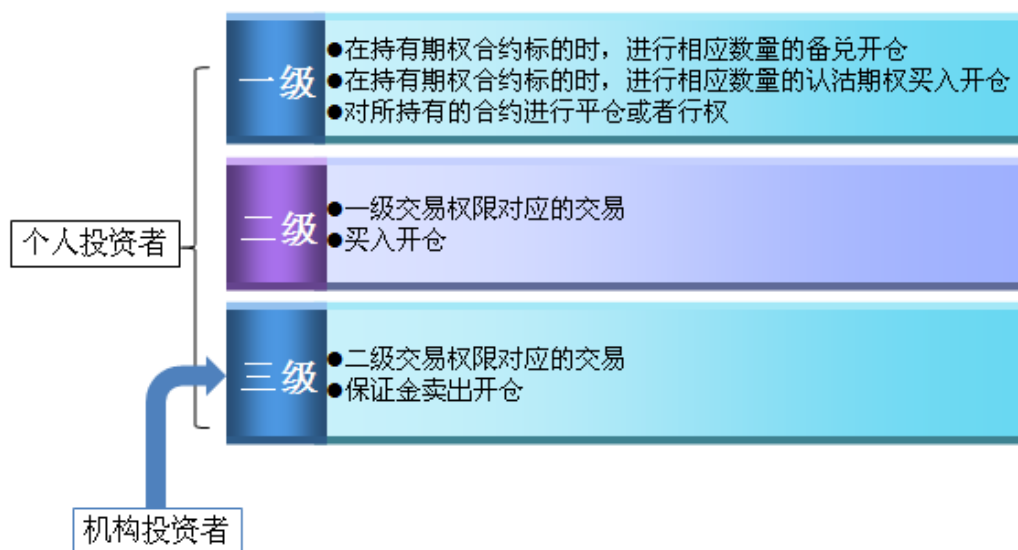 一级
●在持有期权合约标的时，进行相应数量的备兑开仓
●在持有期权合约标的时，进行相应数量的认沽期权买入开仓
●对所持有的合约进行平仓或者行权
二级
●一级交易权限对应的交易
●买入开仓
个人投资者
三级
●二级交易权限对应的交易
●保证金卖出开仓
机构投资者